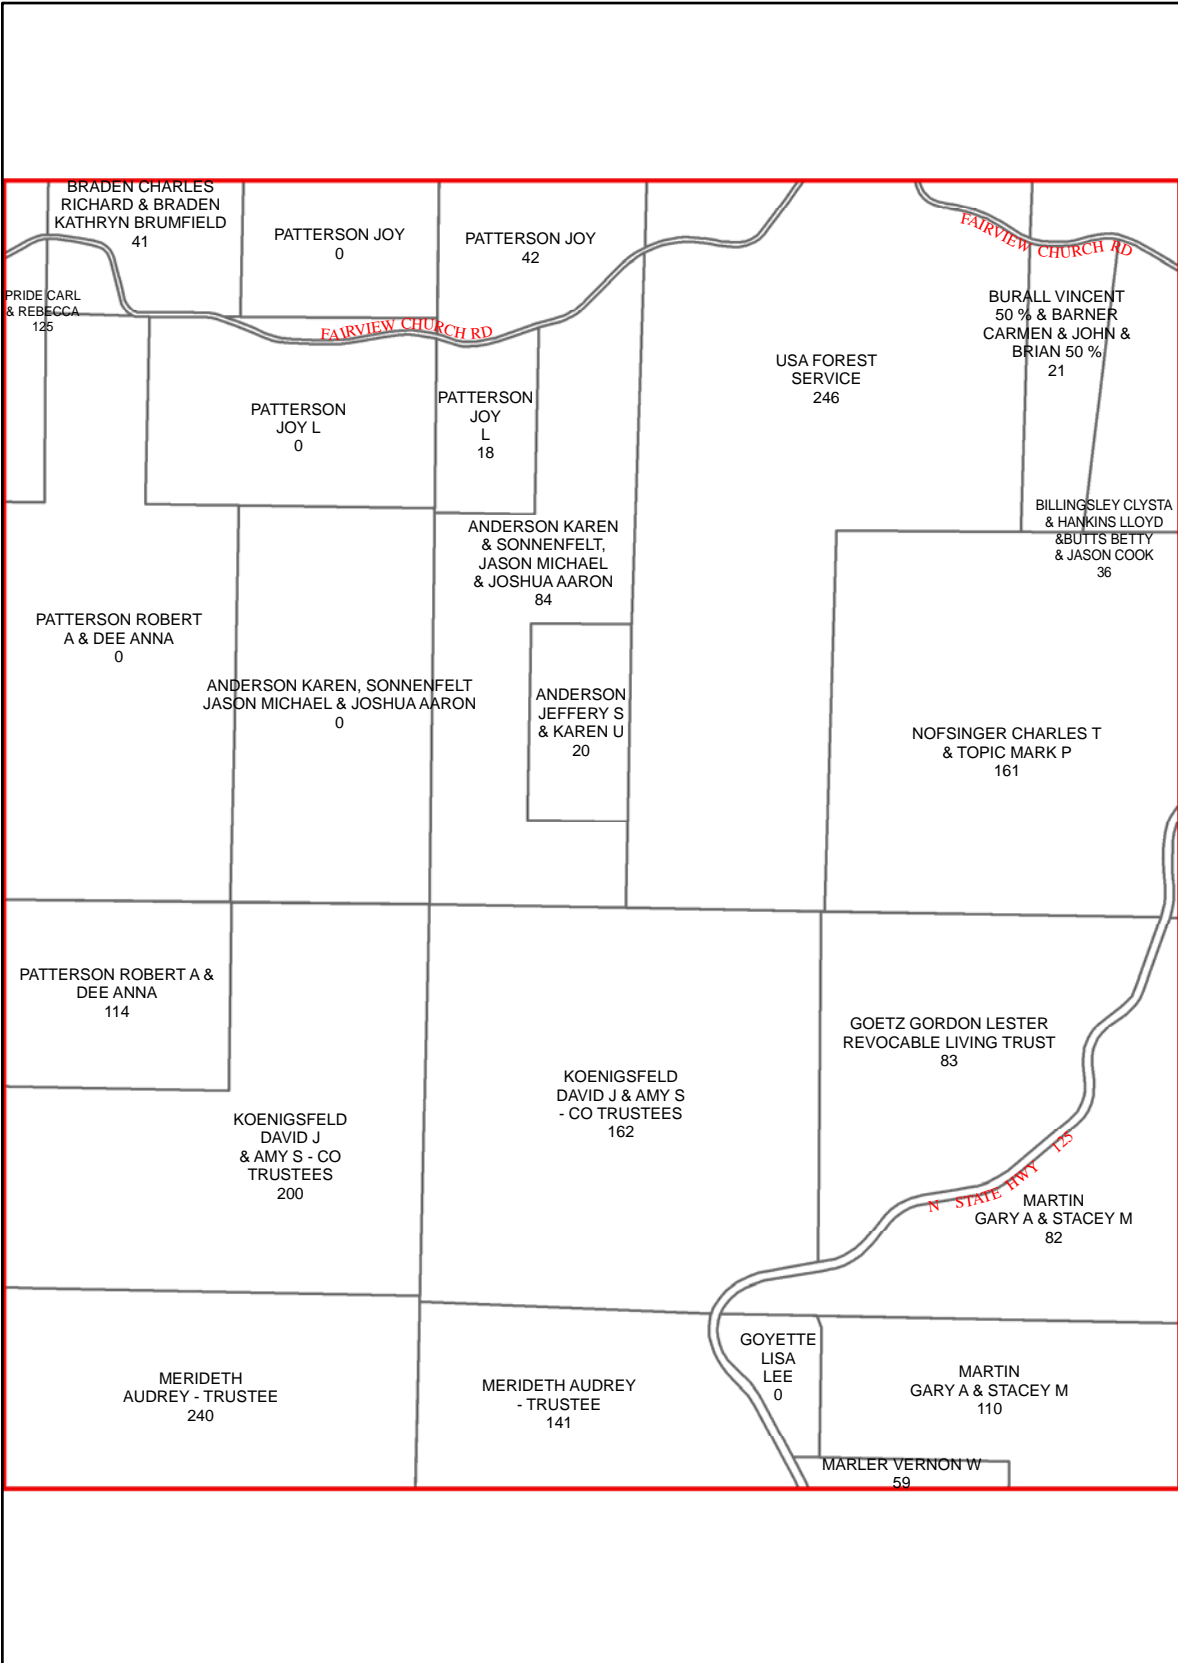 BRADEN CHARLES
RICHARD & BRADEN
KATHRYN BRUMFIELD
41
PATTERSON JOY
0
PATTERSON JOY
42
FAIRVIEW CHURCH RD
PRIDE CARL
& REBECCA
125
FAIRVIEW CHURCH RD
BURALL VINCENT
50 % & BARNER
CARMEN & JOHN &
BRIAN 50 %
21
USA FOREST
SERVICE
246
PATTERSON
JOY L
0
PATTERSON
JOY
L
18
BILLINGSLEY CLYSTA
& HANKINS LLOYD
&BUTTS BETTY
& JASON COOK
36
ANDERSON KAREN
& SONNENFELT,
JASON MICHAEL
& JOSHUA AARON
84
PATTERSON ROBERT
A & DEE ANNA
0
ANDERSON KAREN, SONNENFELT
JASON MICHAEL & JOSHUA AARON
0
ANDERSON
JEFFERY S
& KAREN U
20
NOFSINGER CHARLES T
& TOPIC MARK P
161
PATTERSON ROBERT A &
DEE ANNA
114
GOETZ GORDON LESTER
REVOCABLE LIVING TRUST
83
KOENIGSFELD
DAVID J & AMY S
- CO TRUSTEES
162
KOENIGSFELD
DAVID J
& AMY S - CO
TRUSTEES
200
N STATE HWY 125
MARTIN
GARY A & STACEY M
82
GOYETTE
LISA
LEE
0
MERIDETH
AUDREY - TRUSTEE
240
MERIDETH AUDREY
- TRUSTEE
141
MARTIN
GARY A & STACEY M
110
MARLER VERNON W
59